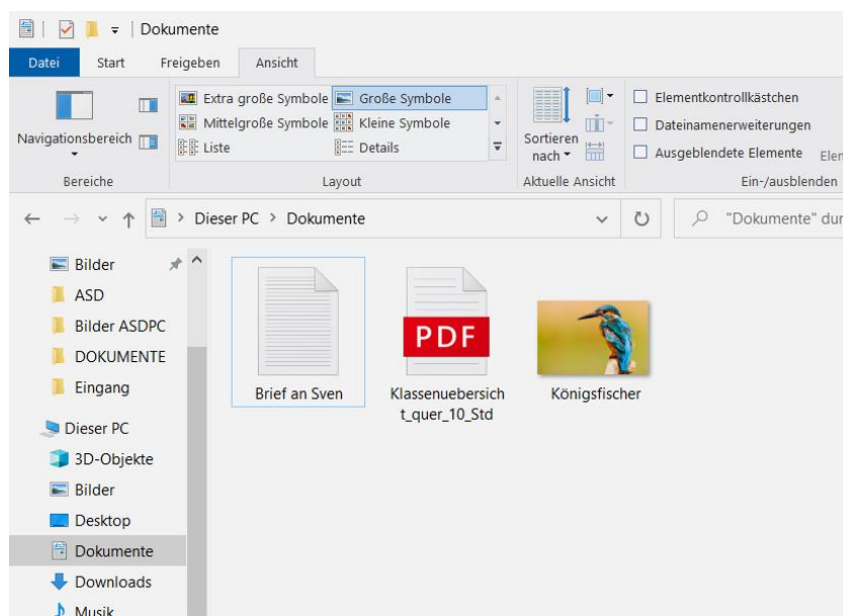 Dokumente
Datei Start Freigeben Ansicht
Extra große Symbole Große Symbole
Mittelgroße Symbole Kleine Symbole
Liste Details
Navigationsbereich
Sortieren
nach
Elementkontrollkästchen
Dateinamenerweiterungen
Ausgeblendete Elemente
Bereiche Layout Aktuelle Ansicht Ein-/ausblenden
Dieser PC > Dokumente
"Dokumente" dur
Bilder
ASD
Bilder ASDPC
DOKUMENTE
Eingang
Dieser PC
3D-Objekte
Bilder
Desktop
Dokumente
Downloads
Musik
PDF
Brief an Sven
Klassenuebersich
t_quer_10_Std
Königsfischer